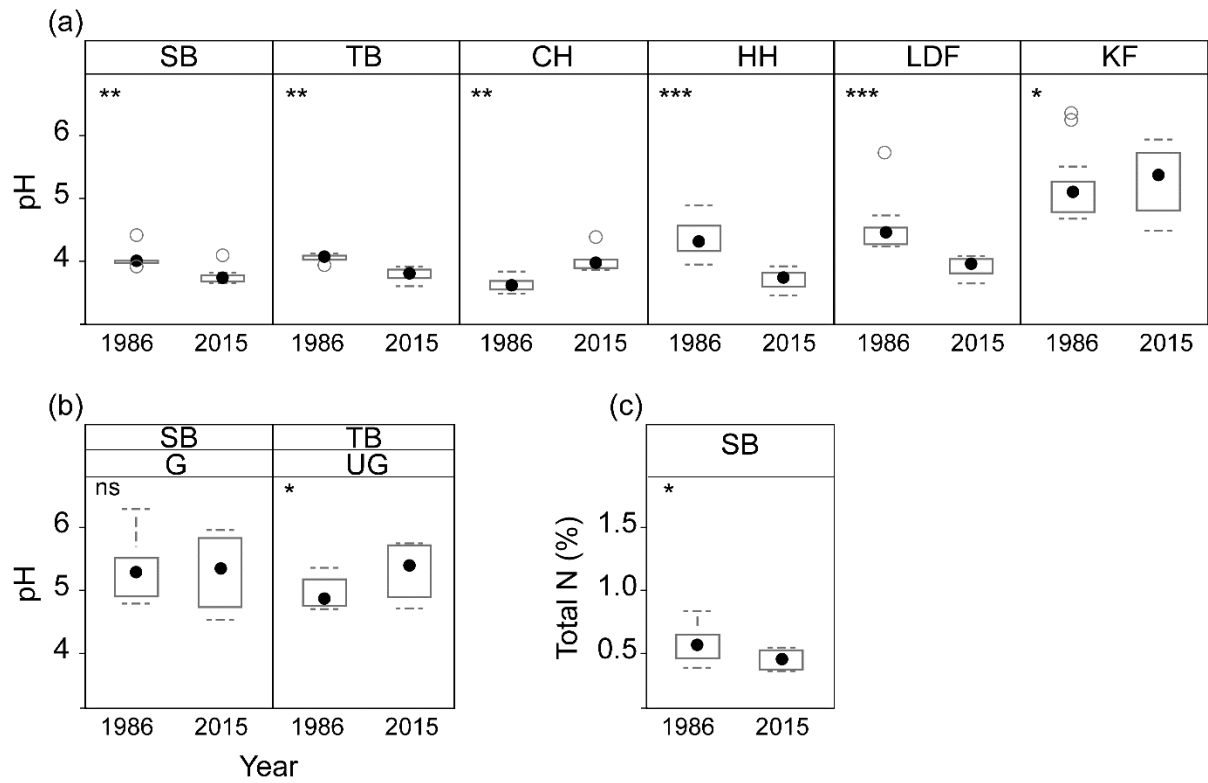 (a)
SB TB CH HH LDF KF
** ** ** *** *** *
6
5
4
pH
1986 2015 1986 2015 1986 2015 1986 2015 1986 2015 1986 2015
(b)
SB TB
G UG
ns *
6
5
4
pH
1986 2015 1986 2015
Year
(c)
SB
*
1.5
1.0
0.5
Total N (%)
1986 2015